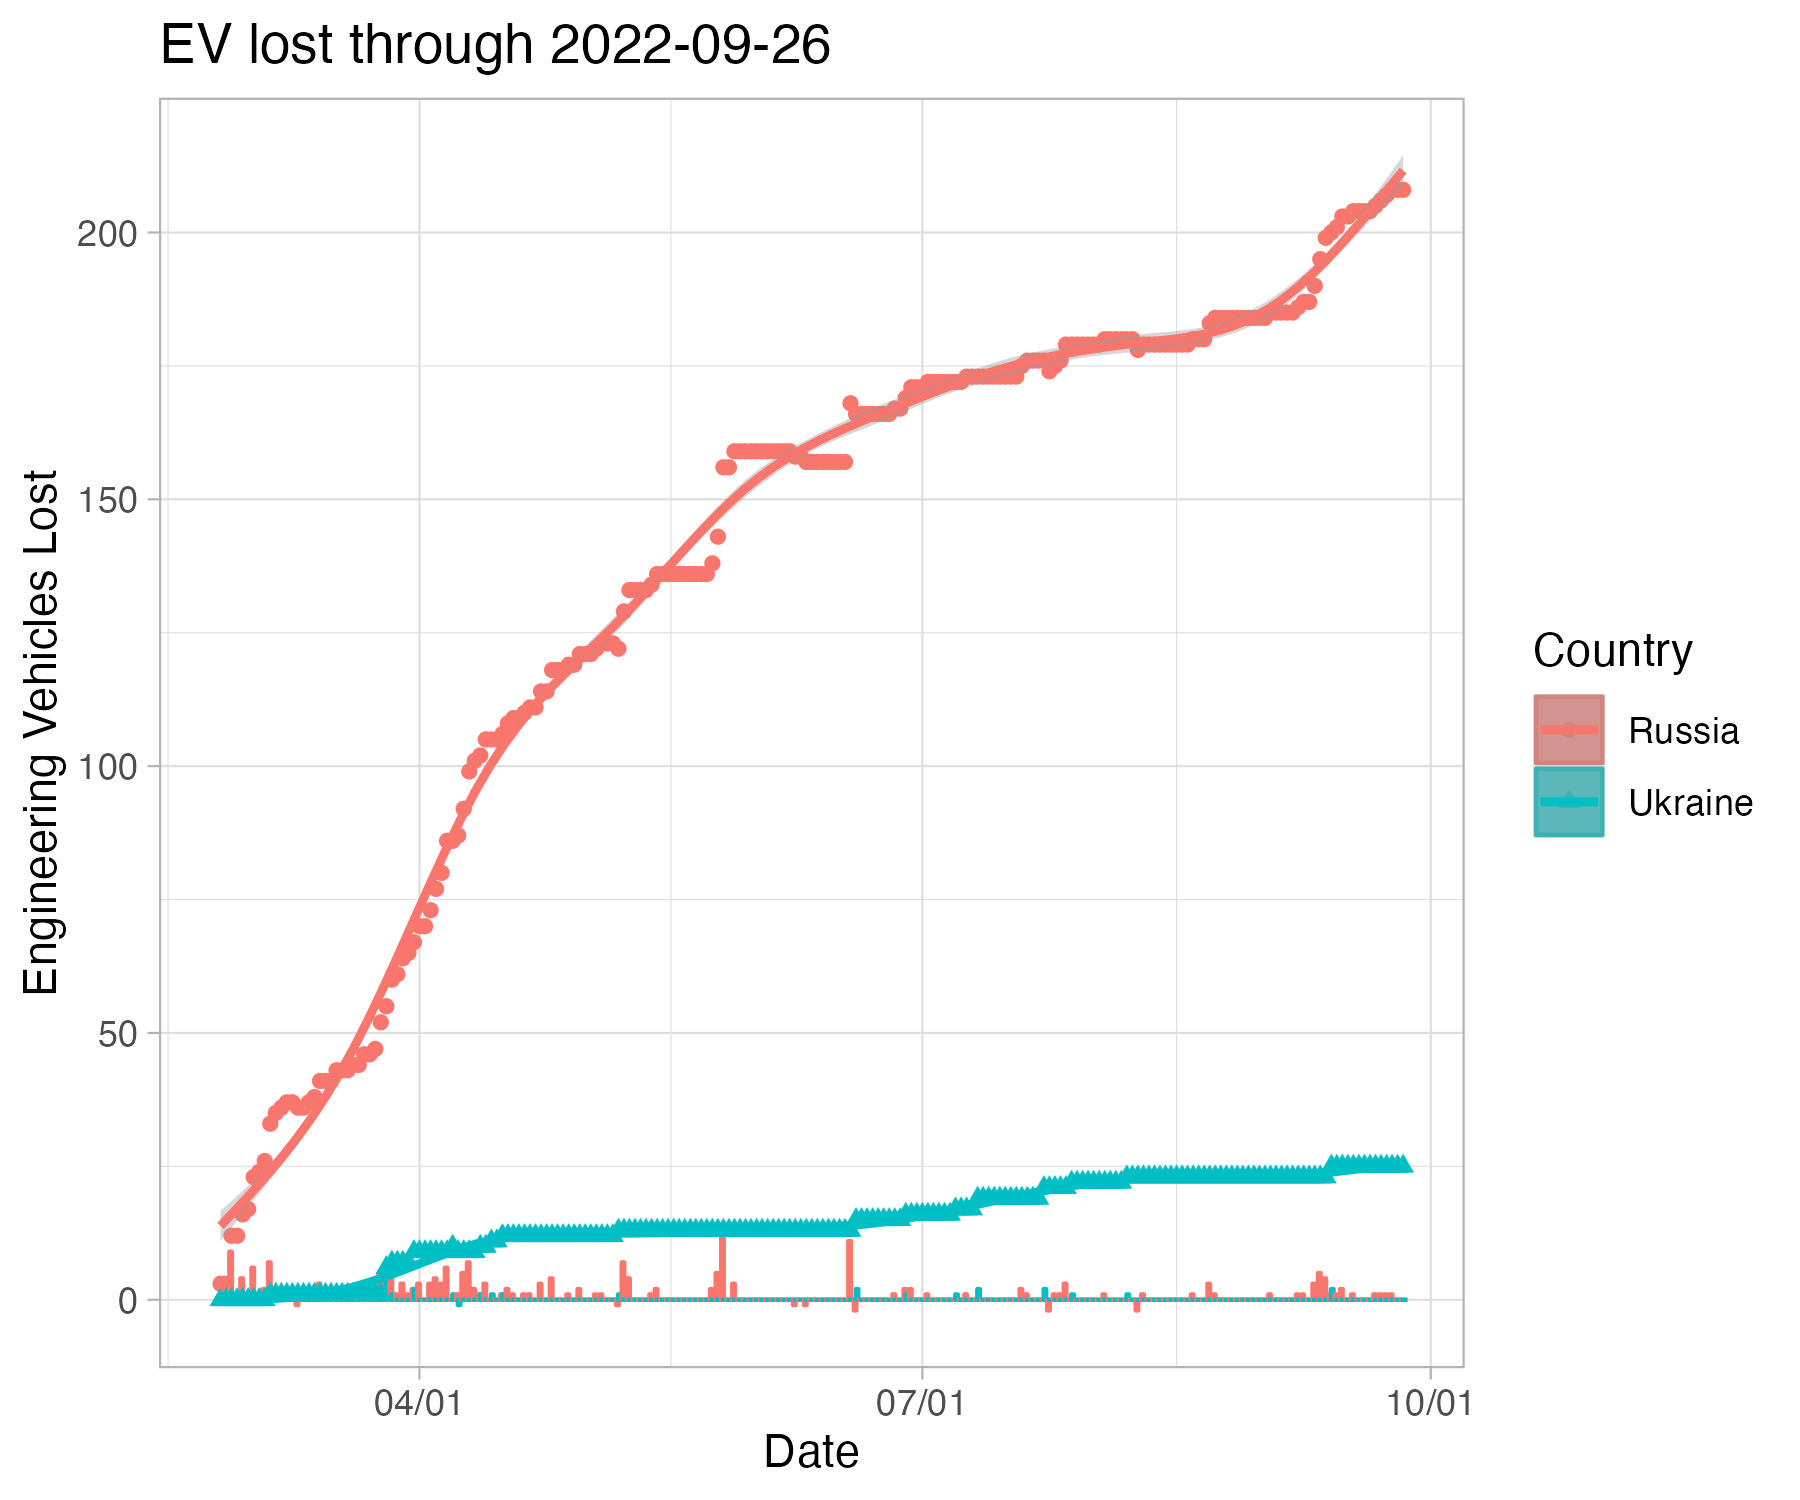 EV lost through 2022-09-26
Engineering Vehicles Lost
200
150
100
50
0
04/01
07/01
10/01
Date
Country
Russia
Ukraine